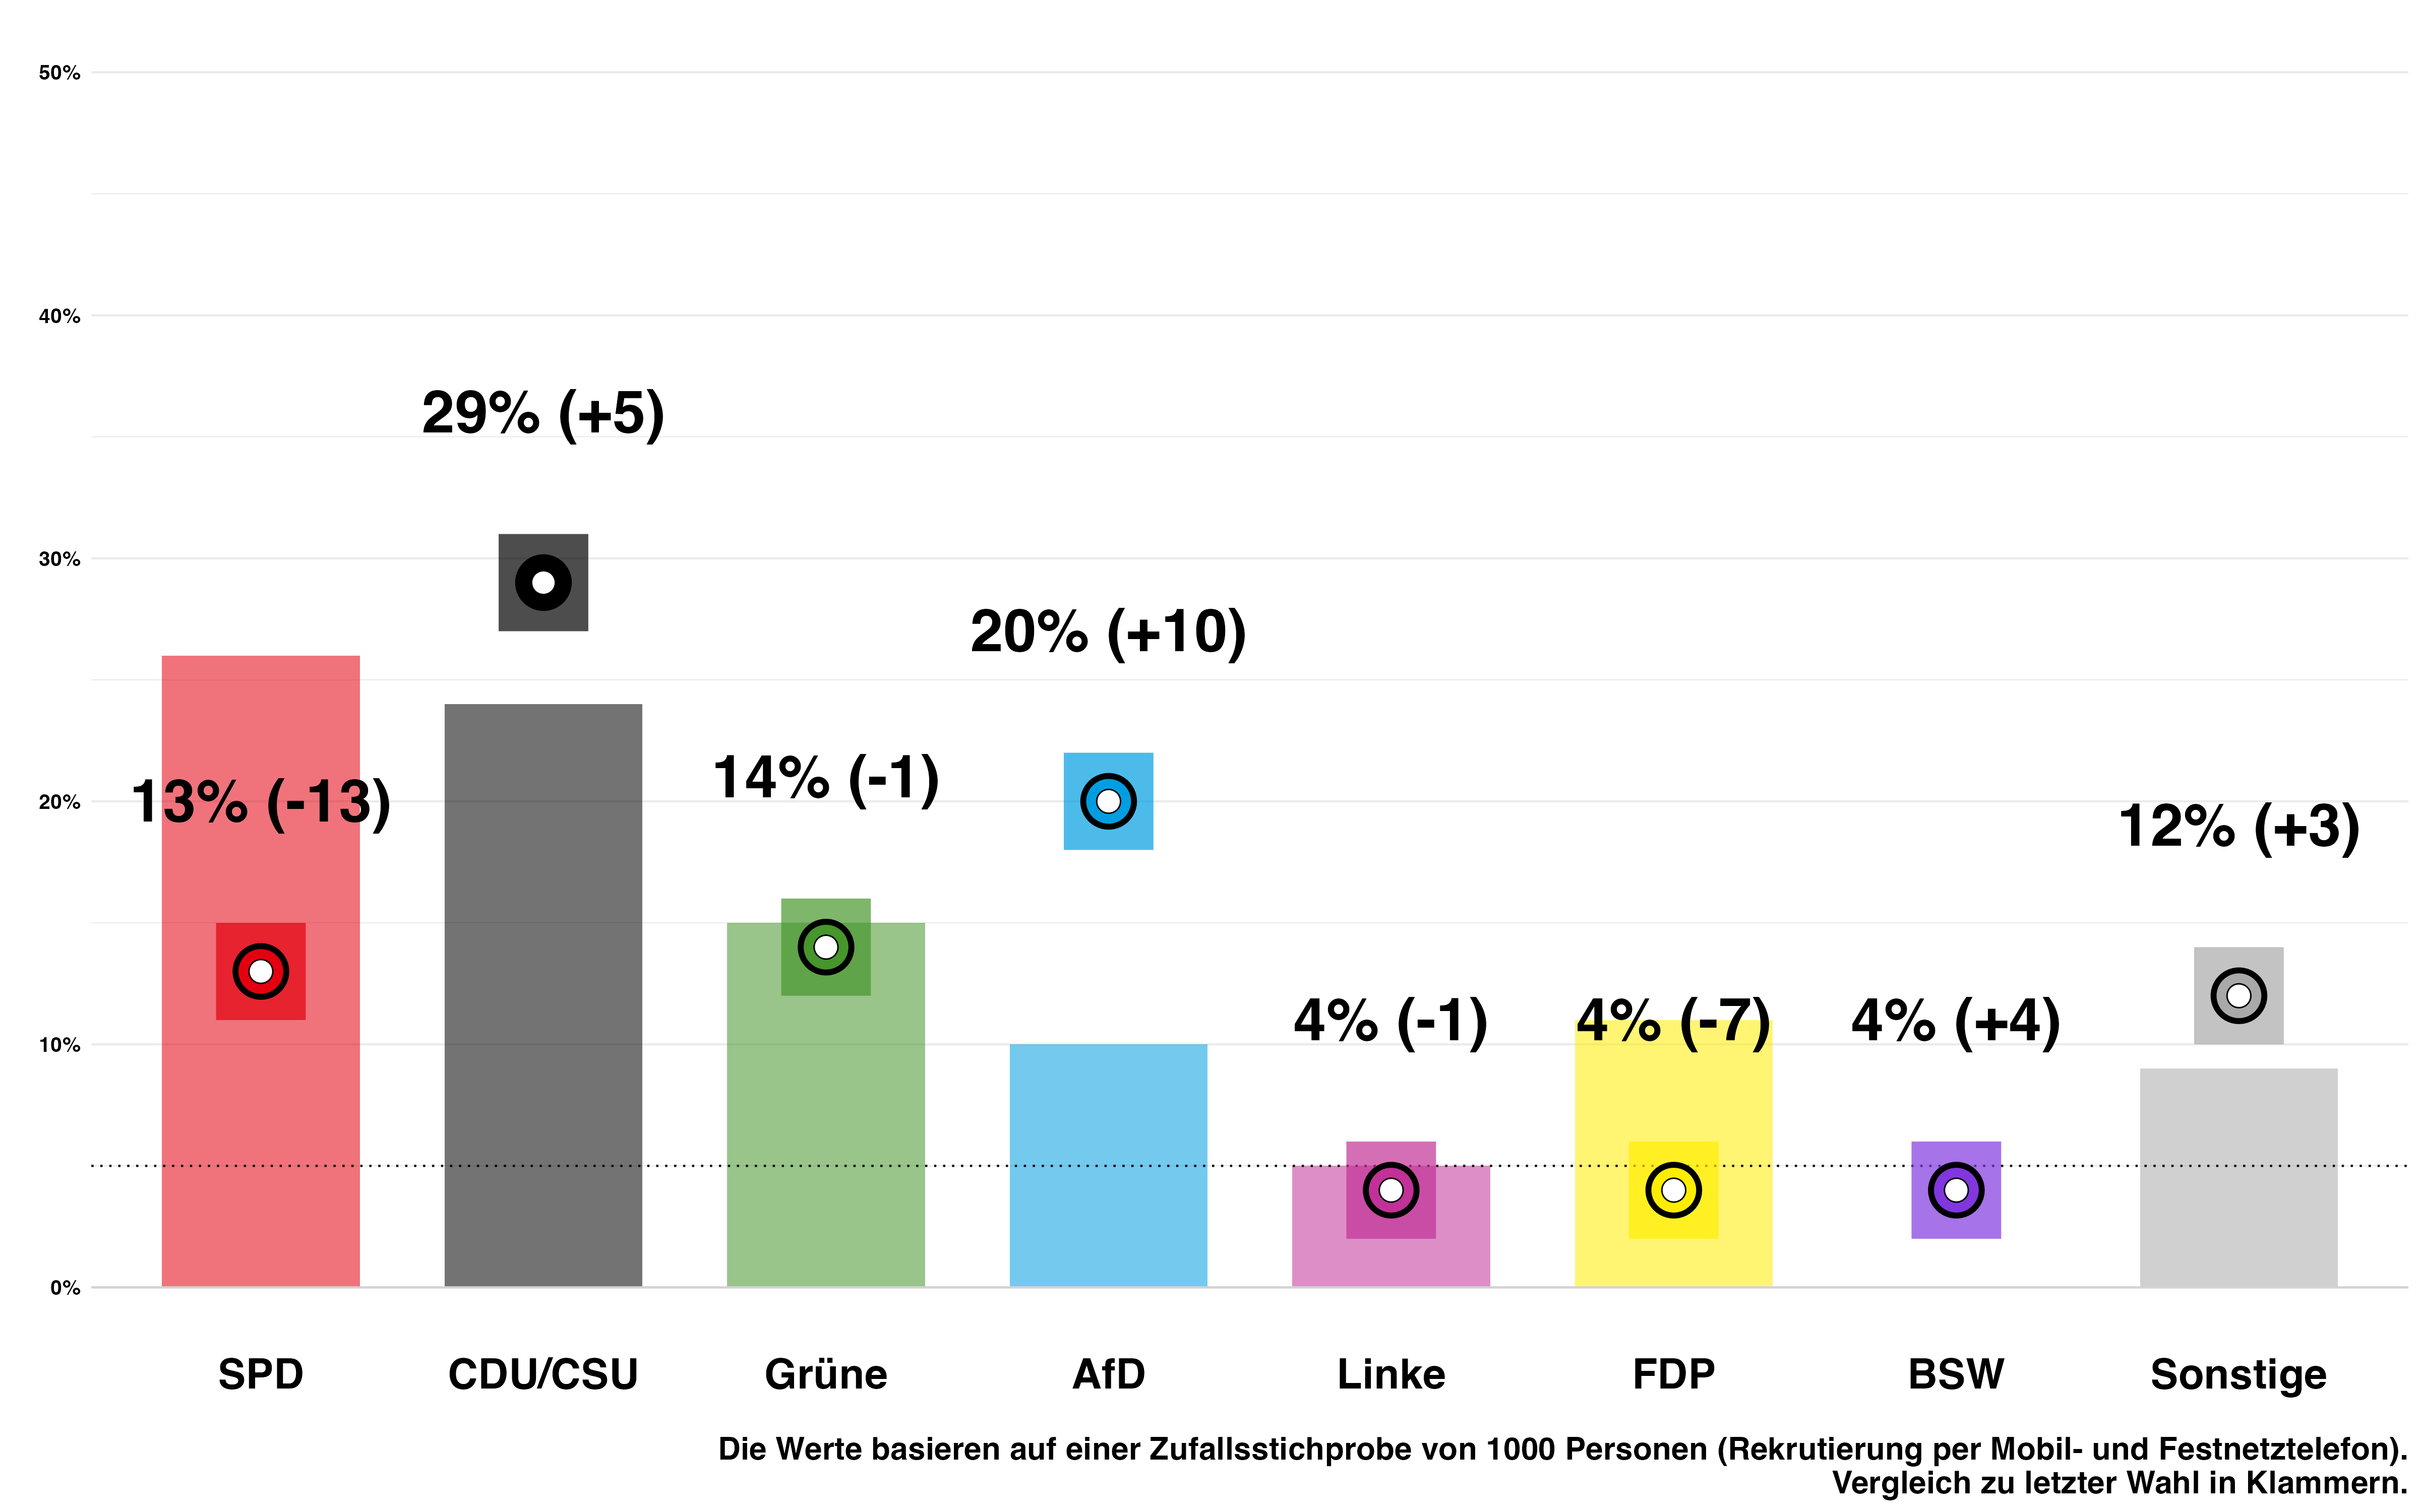 50%
40%
30%
20%
10%
0%
29% (+5)
20% (+10)
14% (-1)
13% (-13)
12% (+3)
4% (-1)
4% (-7)
4% (+4)
SPD
CDU/CSU
Grüne
AfD
Linke
FDP
BSW
Sonstige
Die Werte basieren auf einer Zufallsstichprobe von 1000 Personen (Rekrutierung per Mobil- und Festnetztelefon).
Vergleich zu letzter Wahl in Klammern.